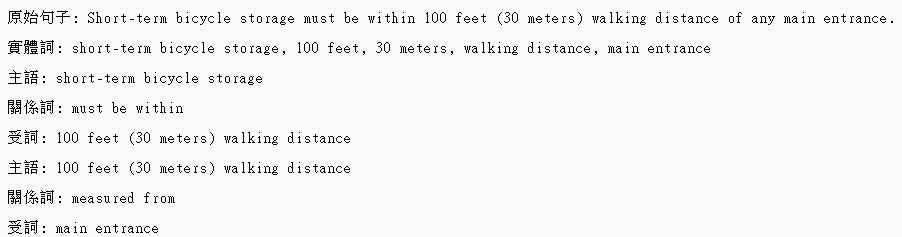 原始句子: Short-term bicycle storage must be within 100 feet (30 meters) walking distance of any main entrance.
實體詞: short-term bicycle storage, 100 feet, 30 meters, walking distance, main entrance
主語: short-term bicycle storage
關係詞: must be within
受詞: 100 feet (30 meters) walking distance
主語: 100 feet (30 meters) walking distance
關係詞: measured from
受詞: main entrance